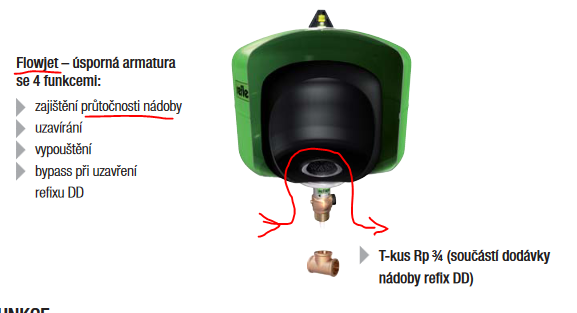 Flowjet – úsporná armatura
se 4 funkcemi:
zajištění průtočnosti nádoby
uzavírání
vypouštění
bypass při uzavření
refixu DD
T-kus Rp ¾ (součástí dodávky
nádoby refix DD)